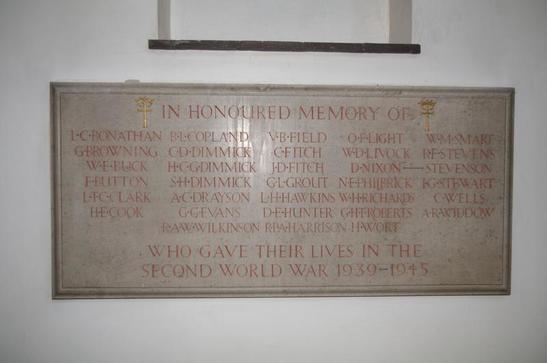 IN HONOURED MEMORY OF
L·C·BONATHAN B·L·COPLAND V·B·FIELD O·F·LIGHT W·M·SMART
G·BROWNING C·D·DIMMICK C·FITCH W·D·LIVOCK R·F·STEVENS
W·E·BUCK H·C·G·DIMMICK J·D·FITCH D·NIXON — STEVENSON
F·BUTTON S·H·DIMMICK G·L·GROUT N·E·PHILBRICK STEWART
L·F·G·CLARK A·C·DRAYSON L·H·HAWKINS W·H·RICHARDS C·WELLS
H·E·COOK G·G·EVANS D·E·HUNTER ROBERTS A·R·WIDDOW
R·A·W·WILKINSON HARRISON H·WORT
WHO GAVE THEIR LIVES IN THE
SECOND WORLD WAR 1939–1945